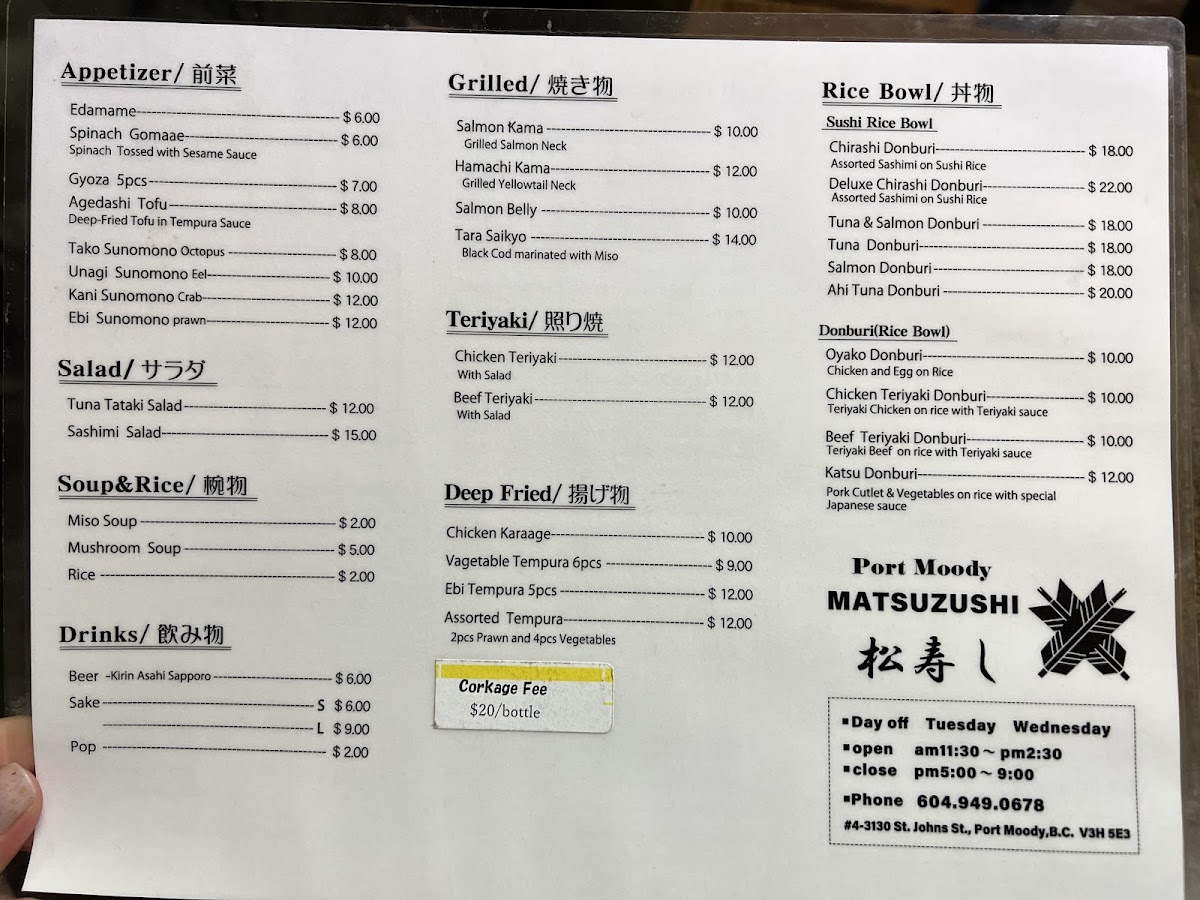 Appetizer/ 前菜
Edamame $ 6.00
Spinach Gomaae $ 6.00
Spinach Tossed with Sesame Sauce
Gyoza 5pcs $ 7.00
Agedashi Tofu $ 8.00
Deep-Fried Tofu in Tempura Sauce
Tako Sunomono Octopus $ 8.00
Unagi Sunomono Eel $ 10.00
Kani Sunomono Crab $ 12.00
Ebi Sunomono prawn $ 12.00
Salad/ サラダ
Tuna Tataki Salad $ 12.00
Sashimi Salad $ 15.00
Soup&Rice/ 椀物
Miso Soup $ 2.00
Mushroom Soup $ 5.00
Rice $ 2.00
Drinks/ 飲み物
Beer -Kirin Asahi Sapporo $ 6.00
Sake S $ 6.00
L $ 9.00
Pop $ 2.00
Grilled/ 焼き物
Salmon Kama $ 10.00
Grilled Salmon Neck
Hamachi Kama $ 12.00
Grilled Yellowtail Neck
Salmon Belly $ 10.00
Tara Saikyo $ 14.00
Black Cod marinated with Miso
Teriyaki/ 照り焼
Chicken Teriyaki $ 12.00
With Salad
Beef Teriyaki $ 12.00
With Salad
Deep Fried/ 揚げ物
Chicken Karaage $ 10.00
Vagetable Tempura 6pcs $ 9.00
Ebi Tempura 5pcs $ 12.00
Assorted Tempura $ 12.00
2pcs Prawn and 4pcs Vegetables
Corkage Fee
$20/bottle
Rice Bowl/ 丼物
Sushi Rice Bowl
Chirashi Donburi $ 18.00
Assorted Sashimi on Sushi Rice
Deluxe Chirashi Donburi $ 22.00
Assorted Sashimi on Sushi Rice
Tuna & Salmon Donburi $ 18.00
Tuna Donburi $ 18.00
Salmon Donburi $ 18.00
Ahi Tuna Donburi $ 20.00
Donburi(Rice Bowl)
Oyako Donburi $ 10.00
Chicken and Egg on Rice
Chicken Teriyaki Donburi $ 10.00
Teriyaki Chicken on rice with Teriyaki sauce
Beef Teriyaki Donburi $ 10.00
Teriyaki Beef on rice with Teriyaki sauce
Katsu Donburi $ 12.00
Pork Cutlet & Vegetables on rice with special
Japanese sauce
Port Moody
MATSUZUSHI
松寿し
▪Day off Tuesday Wednesday
▪open am11:30～pm2:30
▪close pm5:00～9:00
▪Phone 604.949.0678
#4-3130 St. Johns St., Port Moody,B.C. V3H 5E3